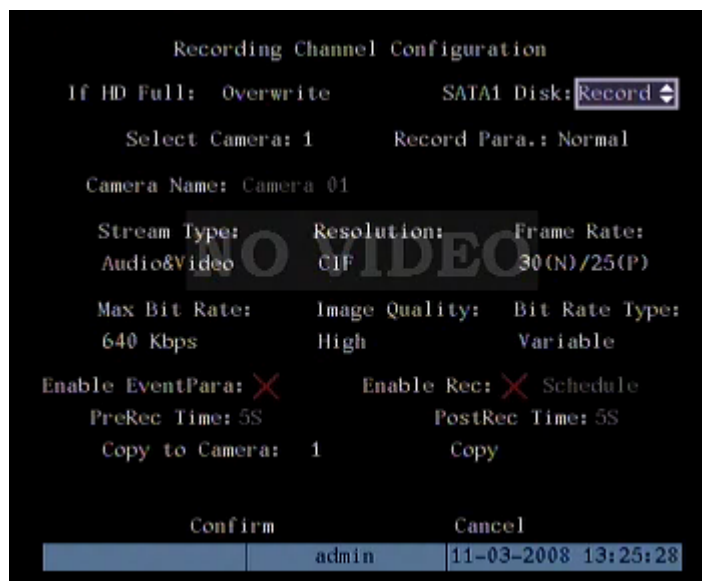 Recording Channel Configuration
If HD Full: Overwrite SATA1 Disk: Record
Select Camera: 1 Record Para.: Normal
Camera Name: Camera 01
NO VIDEO
Stream Type: Resolution: Frame Rate:
Audio&Video CIF 30(N)/25(P)
Max Bit Rate: Image Quality: Bit Rate Type:
640 Kbps High Variable
Enable EventPara: Enable Rec: Schedule
PreRec Time: 5S PostRec Time: 5S
Copy to Camera: 1 Copy
Confirm Cancel
admin 11-03-2008 13:25:28